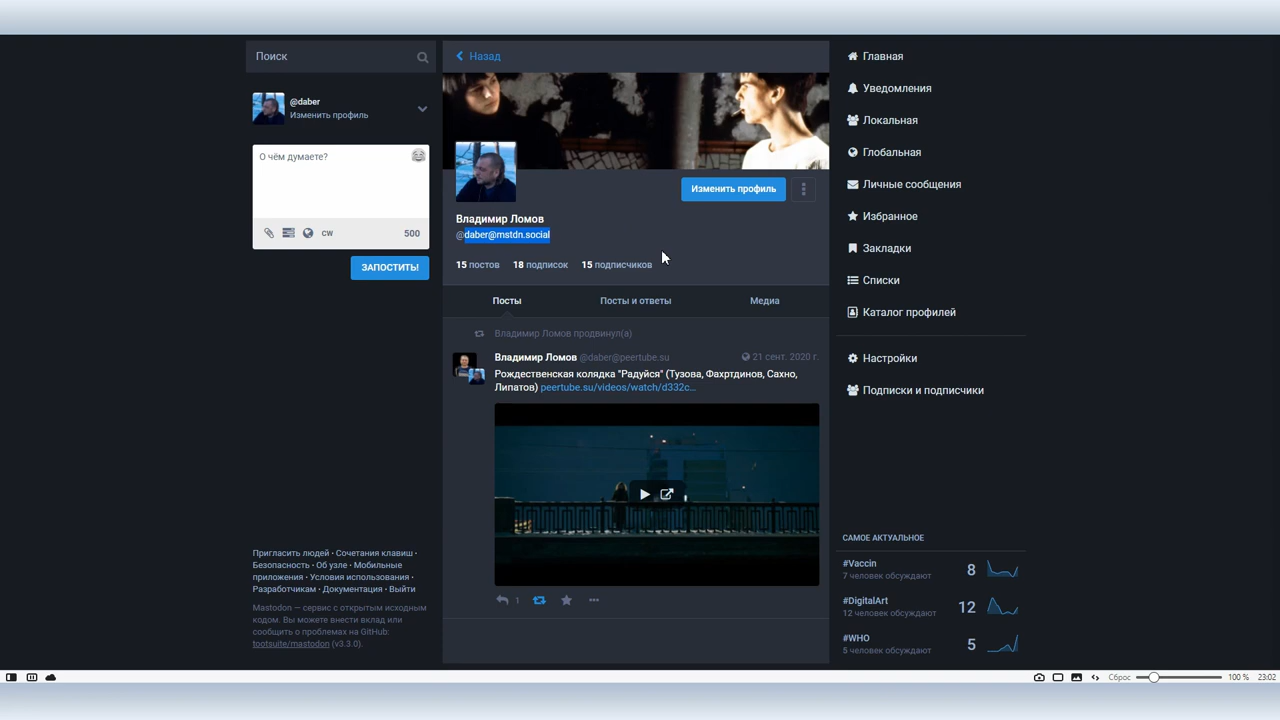 Поиск
@daber
Изменить профиль
О чём думаете?
CW
500
ЗАПОСТИТЬ!
Пригласить людей · Сочетания клавиш ·
Безопасность · Об узле · Мобильные
приложения · Условия использования ·
Разработчикам · Документация · Выйти
Mastodon — сервис с открытым исходным
кодом. Вы можете внести вклад или
сообщить о проблемах на GitHub:
tootsuite/mastodon (v3.3.0).
Назад
Изменить профиль
Владимир Ломов
@daber@mstdn.social
15 постов 18 подписок 15 подписчиков
Посты Посты и ответы Медиа
Владимир Ломов продвинул(а)
Владимир Ломов @daber@peertube.su 21 сент. 2020 г.
Рождественская колядка "Радуйся" (Тузова, Фахртдинов, Сахно,
Липатов) peertube.su/videos/watch/d332c...
1
Главная
Уведомления
Локальная
Глобальная
Личные сообщения
Избранное
Закладки
Списки
Каталог профилей
Настройки
Подписки и подписчики
САМОЕ АКТУАЛЬНОЕ
#Vaccin
7 человек обсуждают
8
#DigitalArt
12 человек обсуждают
12
#WHO
5 человек обсуждают
5
Сброс 100 % 23:02